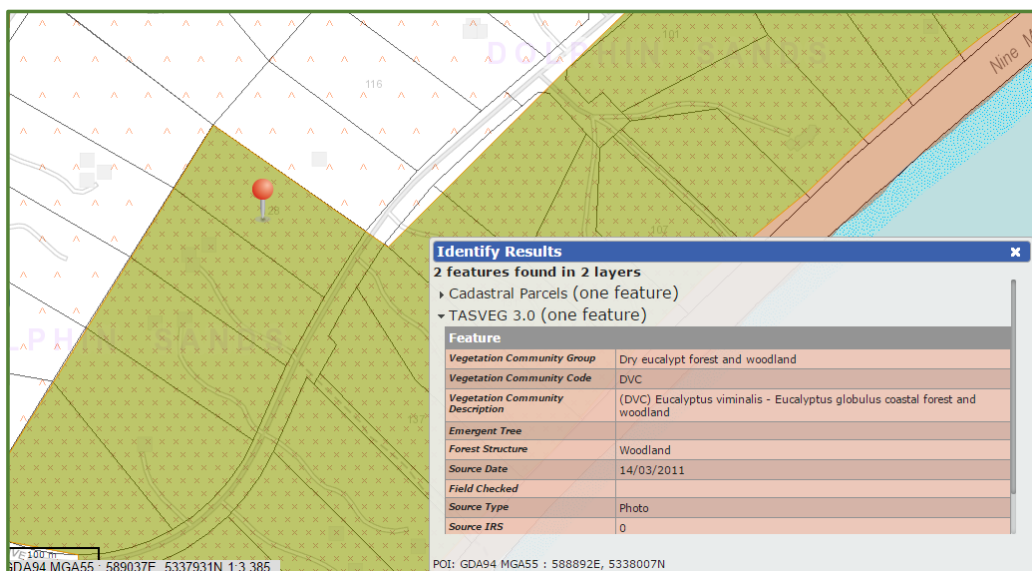 101
DOLPHIN SANDS
116
Nine M
28
107
Identify Results
2 features found in 2 layers
Cadastral Parcels (one feature)
TASVEG 3.0 (one feature)
Feature
Vegetation Community Group Dry eucalypt forest and woodland
Vegetation Community Code DVC
Vegetation Community Description (DVC) Eucalyptus viminalis - Eucalyptus globulus coastal forest and
woodland
Emergent Tree
Forest Structure Woodland
Source Date 14/03/2011
Field Checked
Source Type Photo
Source IRS 0
LPHIN SANDS
100 m
GDA94 MGA55 : 589037E, 5337931N 1:3,385
POI: GDA94 MGA55 : 588892E, 5338007N